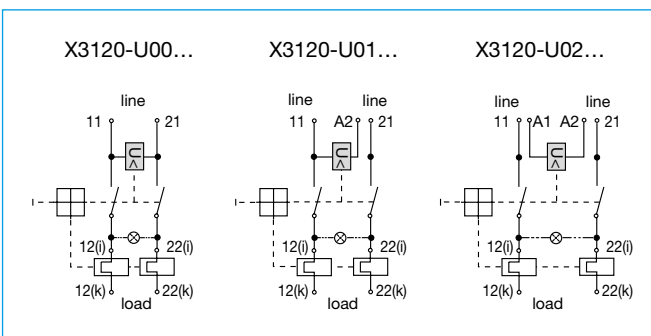 X3120-U00... X3120-U01... X3120-U02...
line line line line line
11 21 11 A2 21 11 A1 A2 21
U< U< U<
12(i) 22(i) 12(i) 22(i) 12(i) 22(i)
12(k) 22(k) 12(k) 22(k) 12(k) 22(k)
load load load